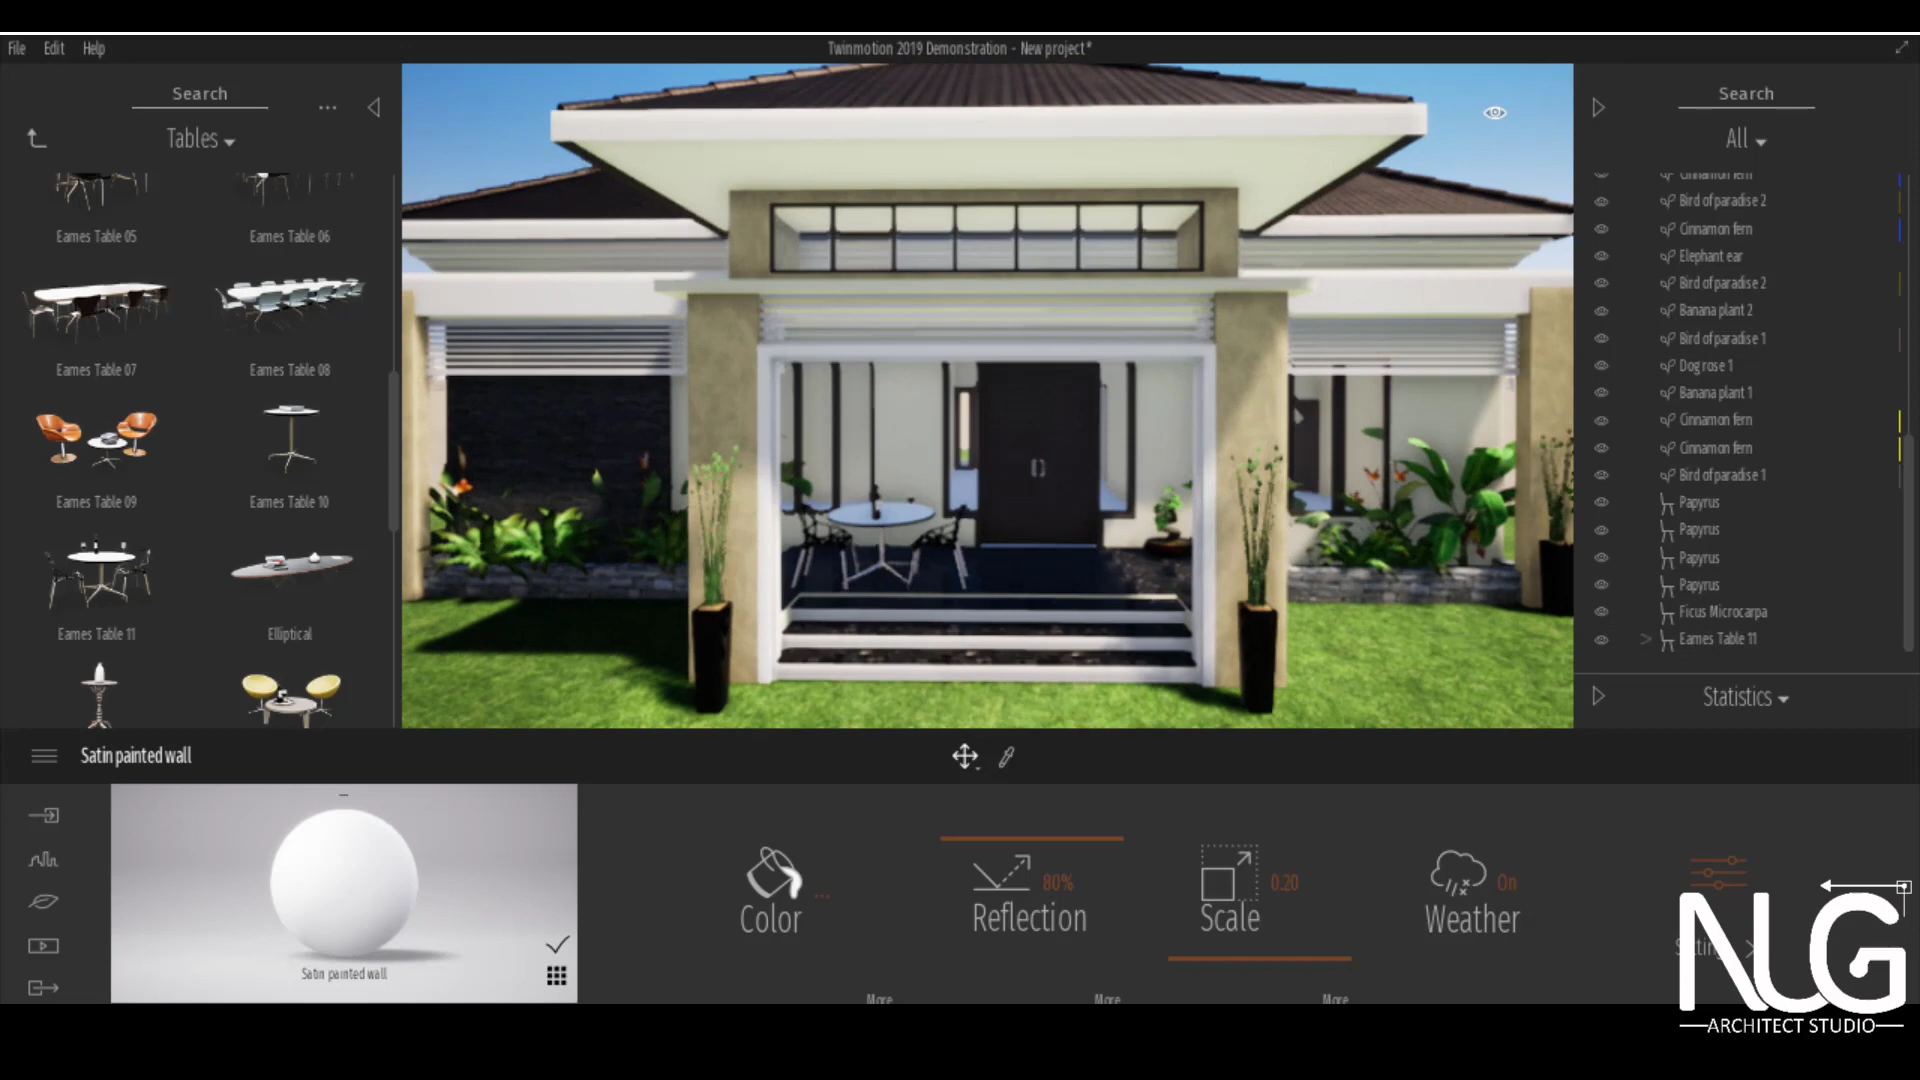 File Edit Help
Twinmotion 2019 Demonstration - New project*
Search
...
Tables
Eames Table 05
Eames Table 06
Eames Table 07
Eames Table 08
Eames Table 09
Eames Table 10
Eames Table 11
Elliptical
Search
All
Cinnamon fern
Bird of paradise 2
Cinnamon fern
Elephant ear
Bird of paradise 2
Banana plant 2
Bird of paradise 1
Dog rose 1
Banana plant 1
Cinnamon fern
Cinnamon fern
Bird of paradise 1
Papyrus
Papyrus
Papyrus
Papyrus
Ficus Microcarpa
> Eames Table 11
Statistics
Satin painted wall
Satin painted wall
Color ...
Reflection 80%
Scale 0.20
Weather On
More
More
More
NUG
ARCHITECT STUDIO